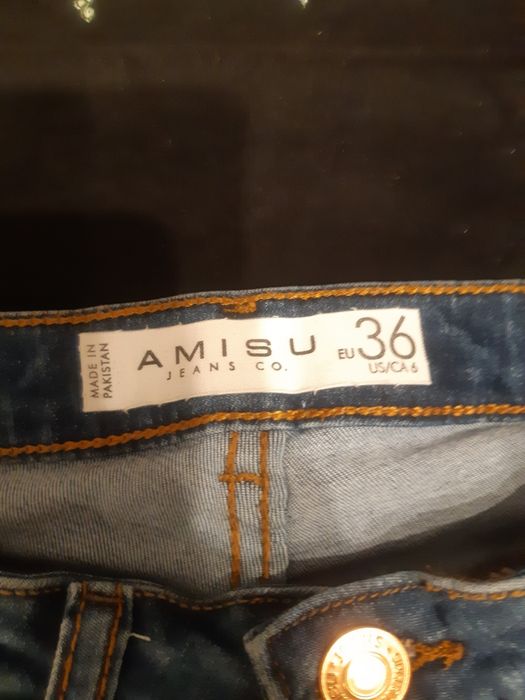 MADE IN
PAKISTAN
AMISU
JEANS CO.
EU 36
US/CA 6